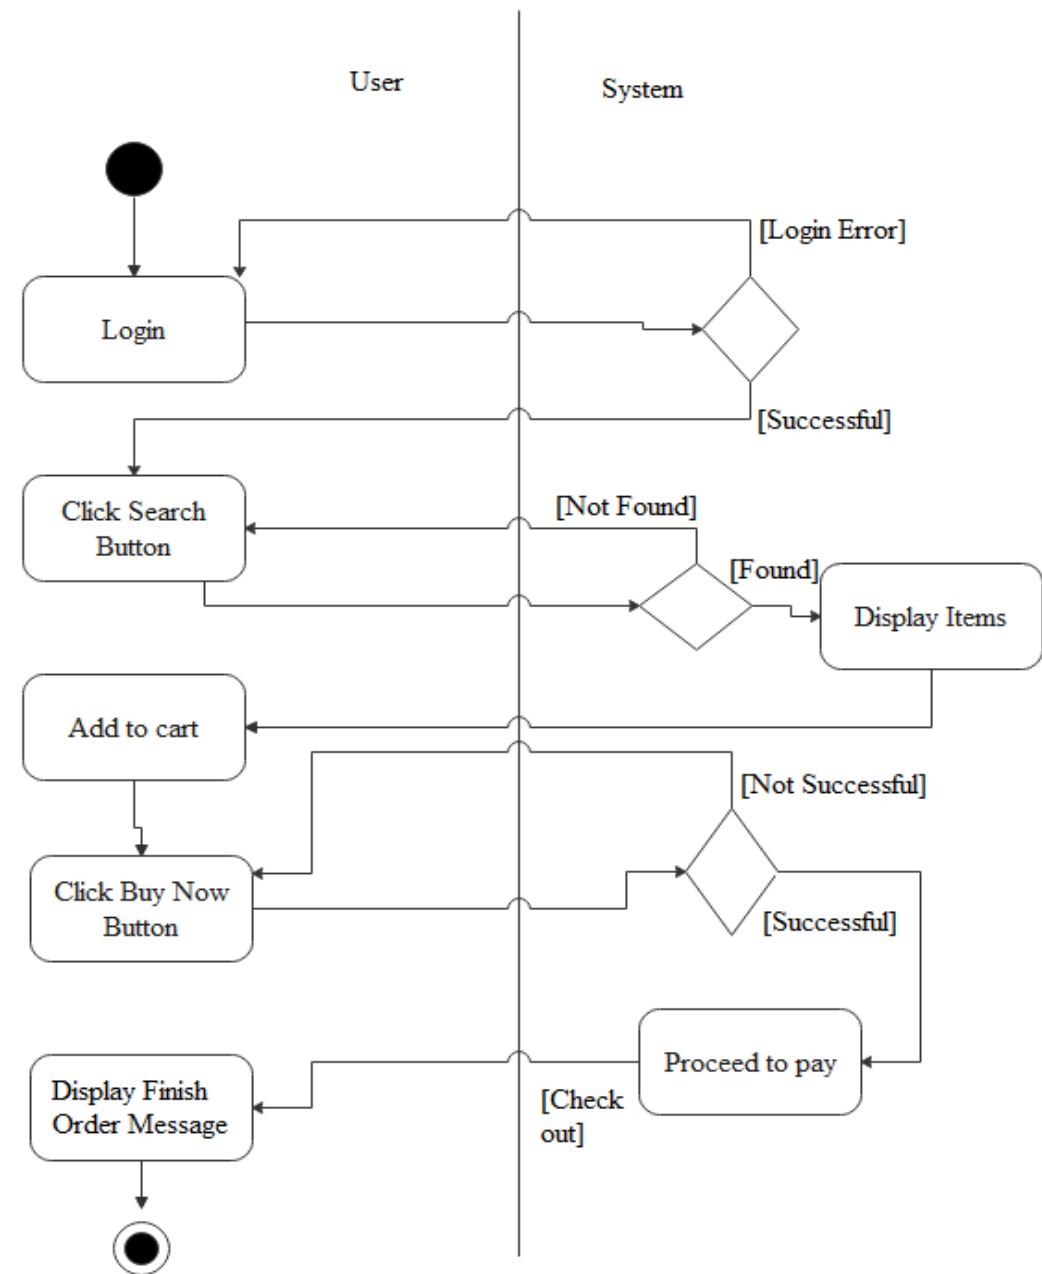 User
System
[Login Error]
Login
[Successful]
[Not Found]
Click Search
Button
[Found]
Display Items
Add to cart
[Not Successful]
Click Buy Now
Button
[Successful]
Proceed to pay
Display Finish
Order Message
[Check
out]